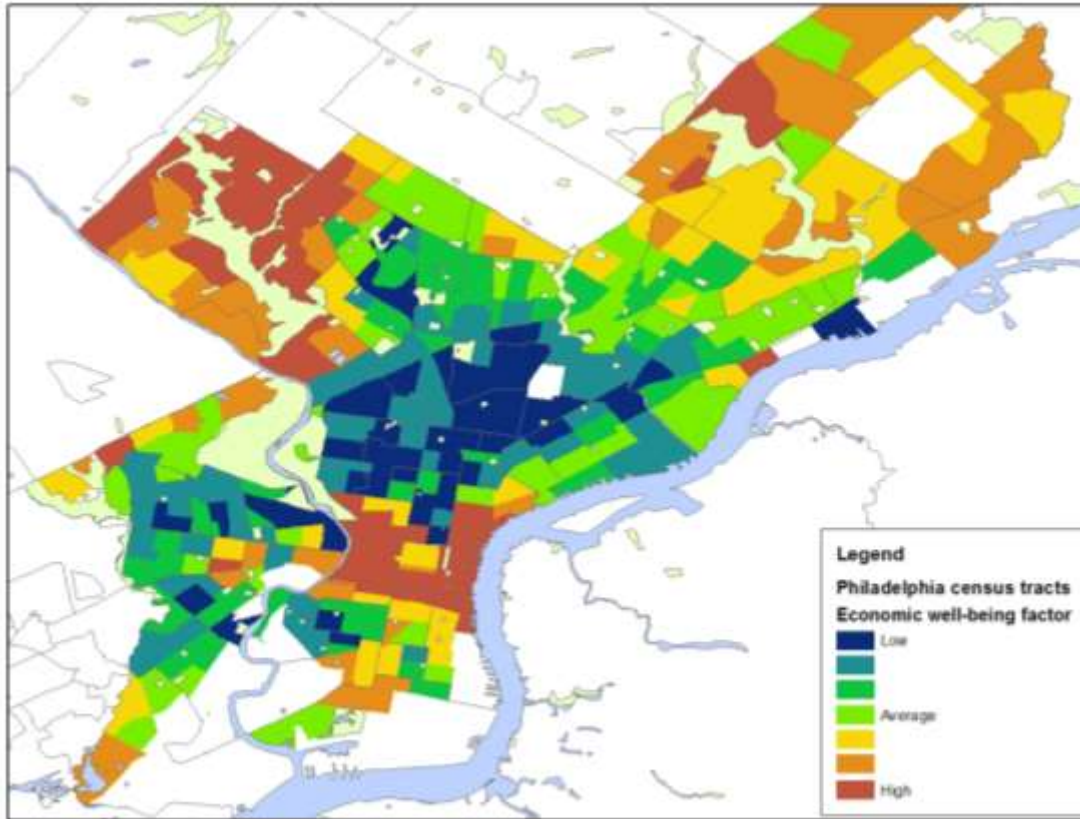 Legend
Philadelphia census tracts
Economic well-being factor
Low
Average
High